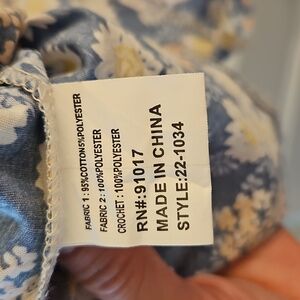 FABRIC 1 : 95%COTTON5%POLYESTER
FABRIC 2 : 100%POLYESTER
CROCHET : 100%POLYESTER
RN#:91017
MADE IN CHINA
STYLE:22-1034